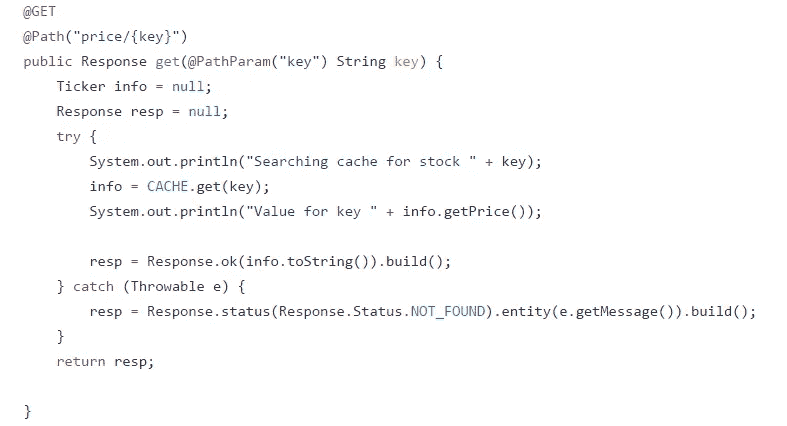 @GET
@Path("price/{key}")
public Response get(@PathParam("key") String key) {
    Ticker info = null;
    Response resp = null;
    try {
        System.out.println("Searching cache for stock " + key);
        info = CACHE.get(key);
        System.out.println("Value for key " + info.getPrice());

        resp = Response.ok(info.toString()).build();
    } catch (Throwable e) {
        resp = Response.status(Response.Status.NOT_FOUND).entity(e.getMessage()).build();
    }
    return resp;

}